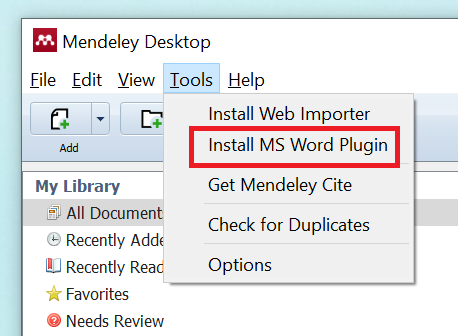 Mendeley Desktop
File Edit View Tools Help
Install Web Importer
Install MS Word Plugin
Get Mendeley Cite
Check for Duplicates
Options
Add
My Library
All Document
Recently Adde
Recently Read
Favorites
Needs Review